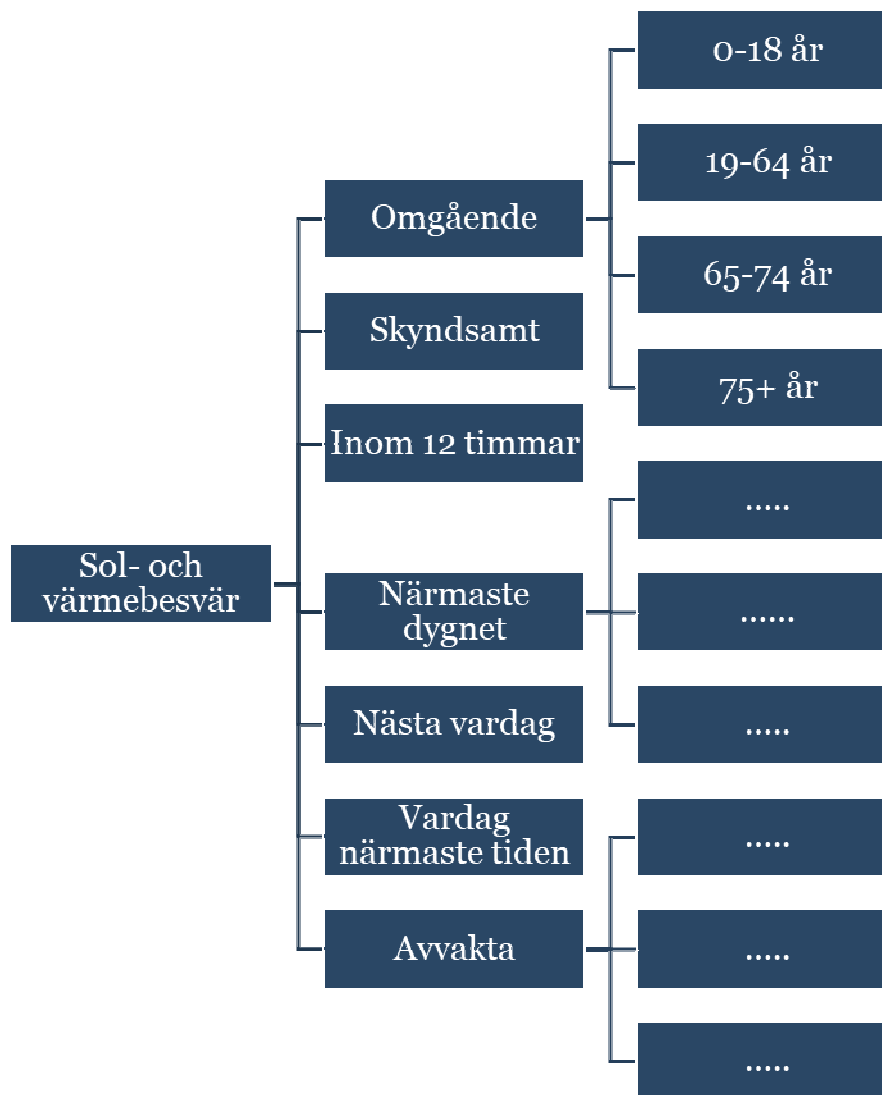 Sol- och
värmebesvär
Omgående
0-18 år
19-64 år
65-74 år
75+ år
Skyndsamt
Inom 12 timmar
Närmaste
dygnet
.....
......
.....
Nästa vardag
Vardag
närmaste tiden
Avvakta
.....
.....
.....